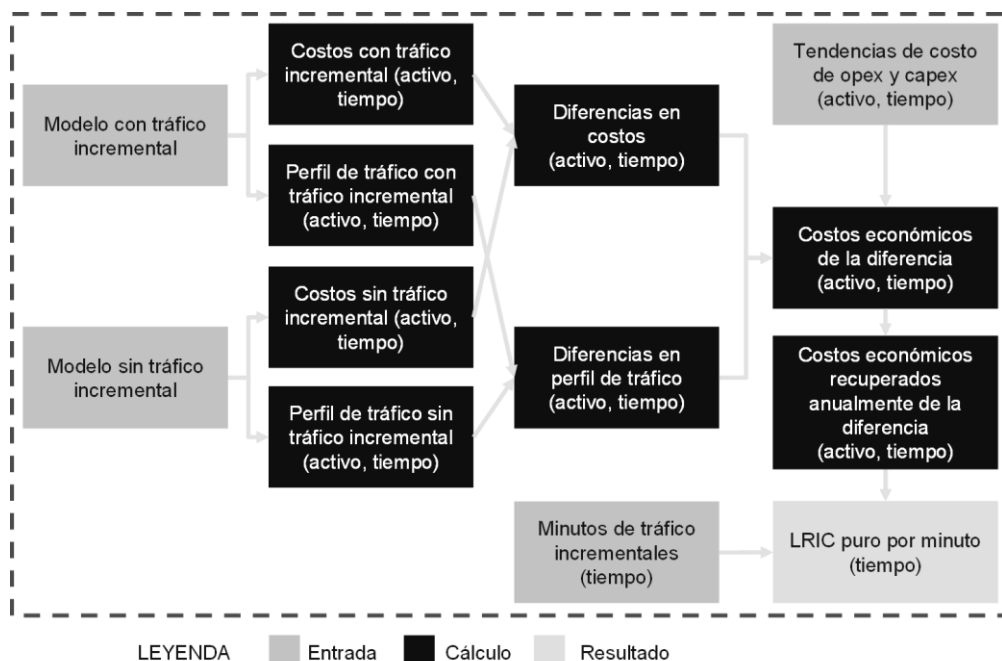 Modelo con tráfico
incremental
Modelo sin tráfico
incremental
Costos con tráfico
incremental (activo,
tiempo)
Perfil de tráfico con
tráfico incremental
(activo, tiempo)
Costos sin tráfico
incremental (activo,
tiempo)
Perfil de tráfico sin
tráfico incremental
(activo, tiempo)
Diferencias en
costos
(activo, tiempo)
Diferencias en
perfil de tráfico
(activo, tiempo)
Minutos de tráfico
incrementales
(tiempo)
Tendencias de costo
de opex y capex
(activo, tiempo)
Costos económicos
de la diferencia
(activo, tiempo)
Costos económicos
recuperados
anualmente de la
diferencia
(activo, tiempo)
LRIC puro por minuto
(tiempo)
LEYENDA
Entrada
Cálculo
Resultado